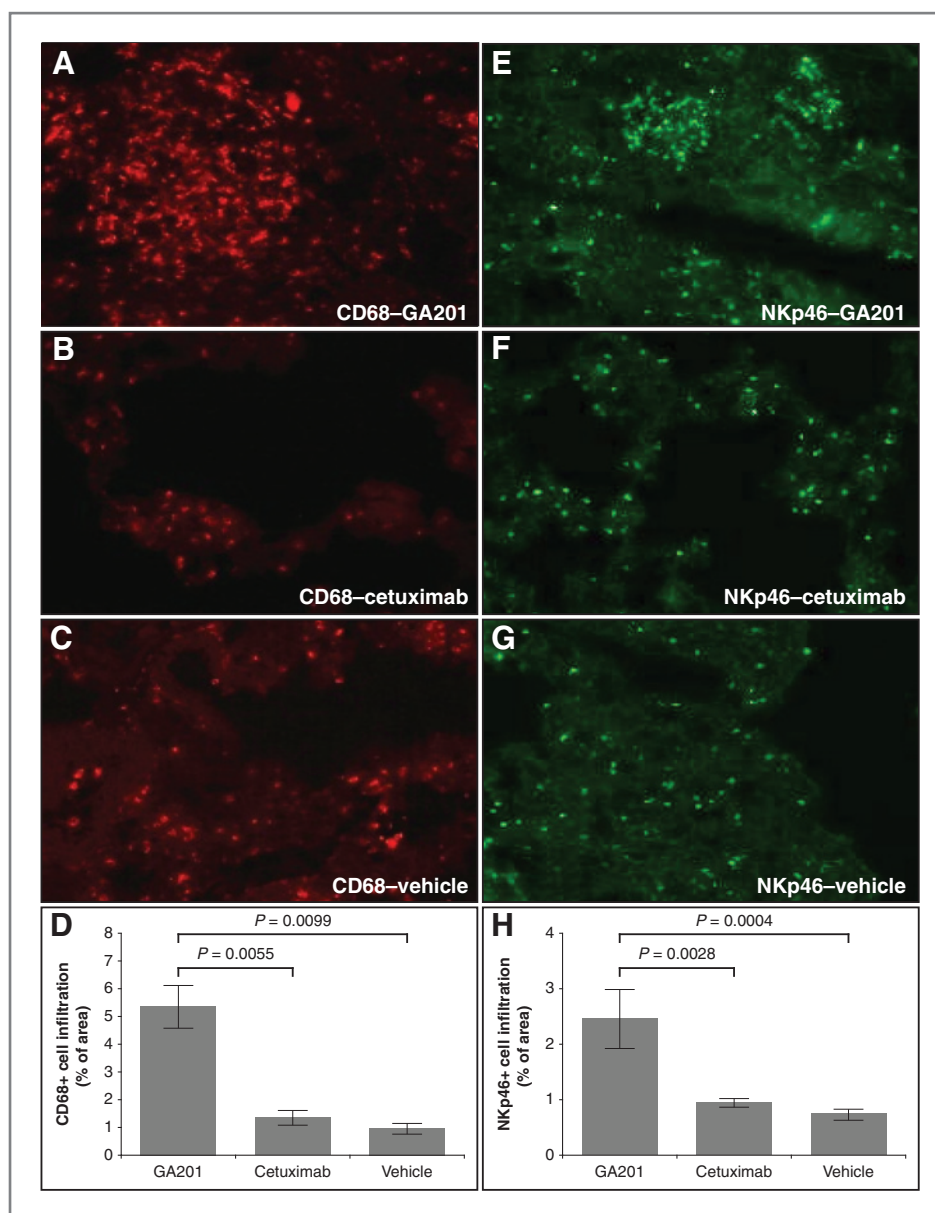 A
CD68–GA201
B
CD68–cetuximab
C
CD68–vehicle
D
P = 0.0099
P = 0.0055
CD68+ cell infiltration
(% of area)
8
7
6
5
4
3
2
1
0
GA201 Cetuximab Vehicle
E
NKp46–GA201
F
NKp46–cetuximab
G
NKp46–vehicle
H
P = 0.0004
P = 0.0028
NKp46+ cell infiltration
(% of area)
4
3
2
1
0
GA201 Cetuximab Vehicle